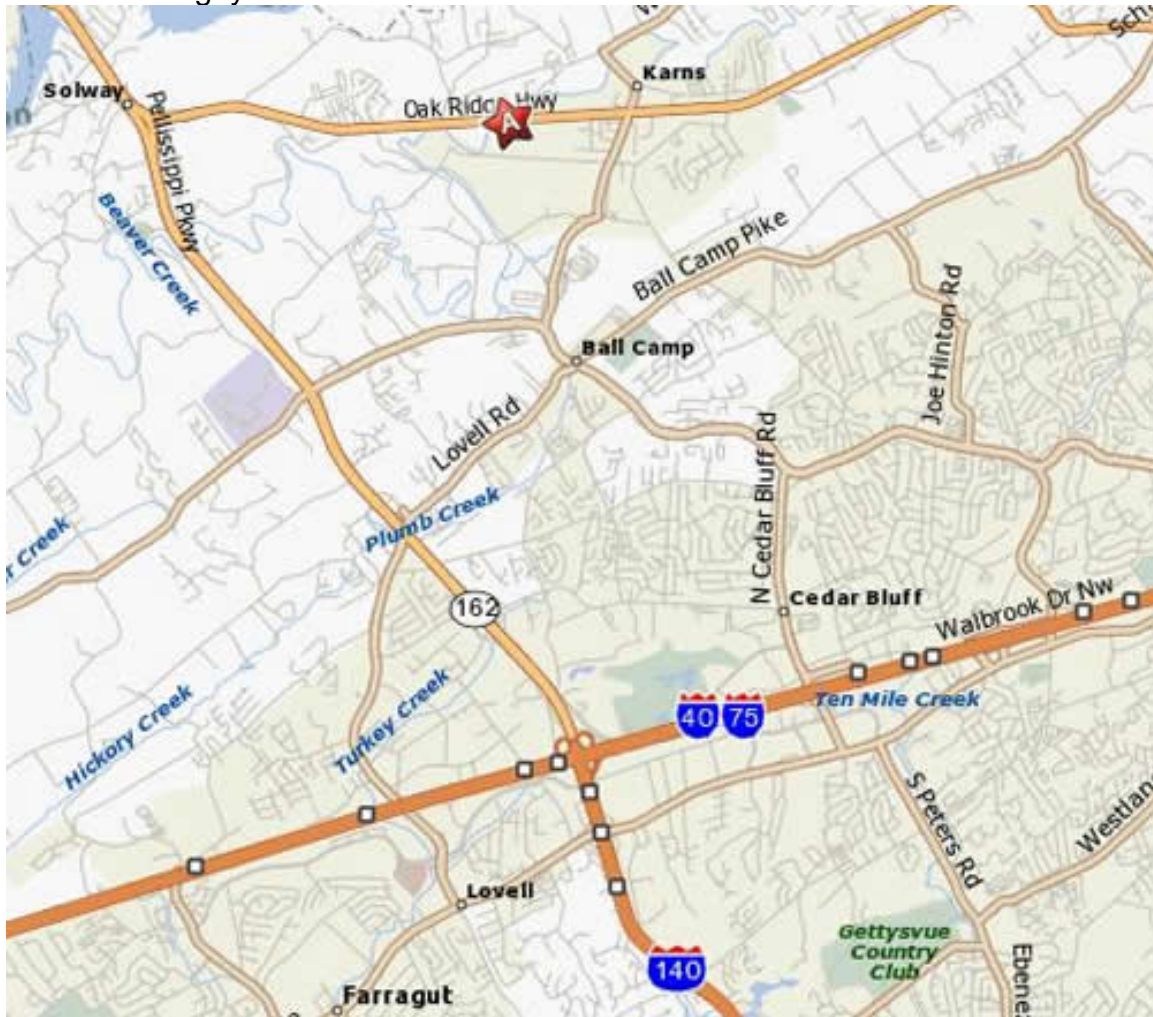 Karns
Solway
Oak Ridge Hwy
A
Pellissippi Pkwy
Beaver Creek
Ball Camp Pike
Joe Hinton Rd
Ball Camp
Lovell Rd
N Cedar Bluff Rd
Plumb Creek
Creek
162
Cedar Bluff
Walbrook Dr Nw
Ten Mile Creek
40
75
Turkey Creek
Hickory Creek
S Peters Rd
Lovell
Gettysvue
Country
Club
140
Farragut